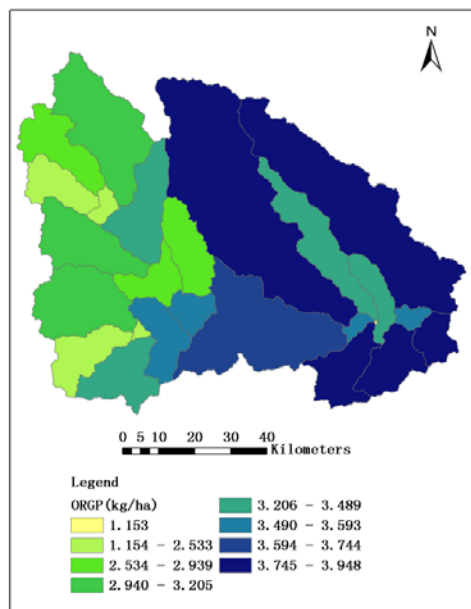 N
0 5 10 20 30 40
Kilometers
Legend
ORGP(kg/ha)
1.153
1.154 - 2.533
2.534 - 2.939
2.940 - 3.205
3.206 - 3.489
3.490 - 3.593
3.594 - 3.744
3.745 - 3.948